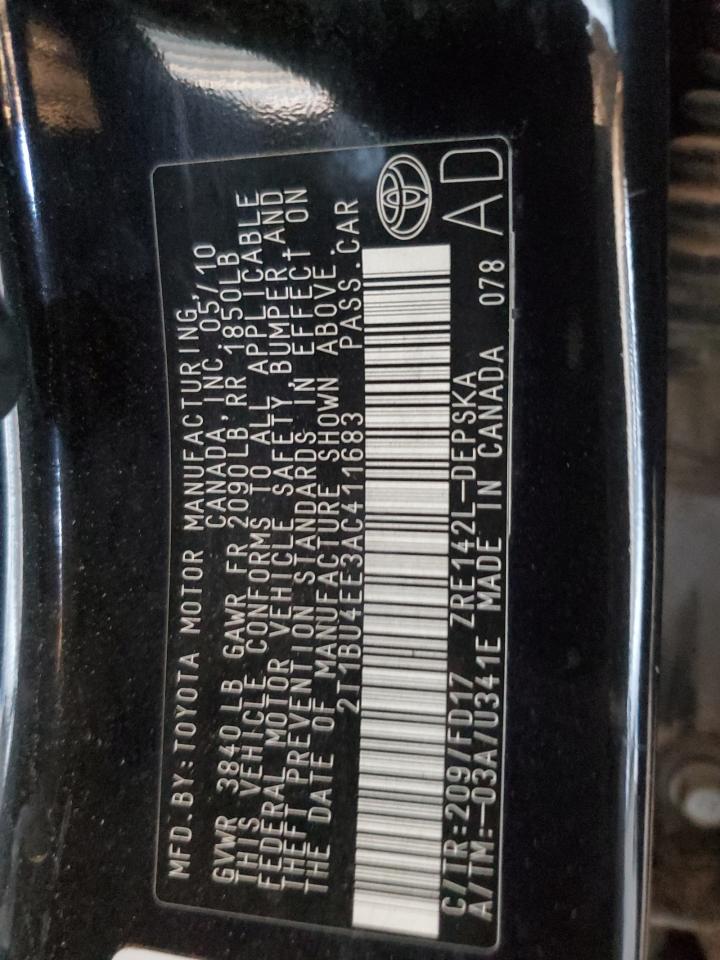 MFD.BY:TOYOTA MOTOR MANUFACTURING,
CANADA, INC. 05/10
GVWR 3840LB GAWR FR 2090LB, RR 1850LB
THIS VEHICLE CONFORMS TO ALL APPLICABLE
FEDERAL MOTOR VEHICLE SAFETY,BUMPER,AND
THEFT PREVENTION STANDARDS IN EFFECT ON
THE DATE OF MANUFACTURE SHOWN ABOVE.
2T1BU4EE3AC411683 PASS.CAR
C/TR:209/FD17 ZRE142L-DEPSKA
A/TM:-03A/U341E MADE IN CANADA 078
AD